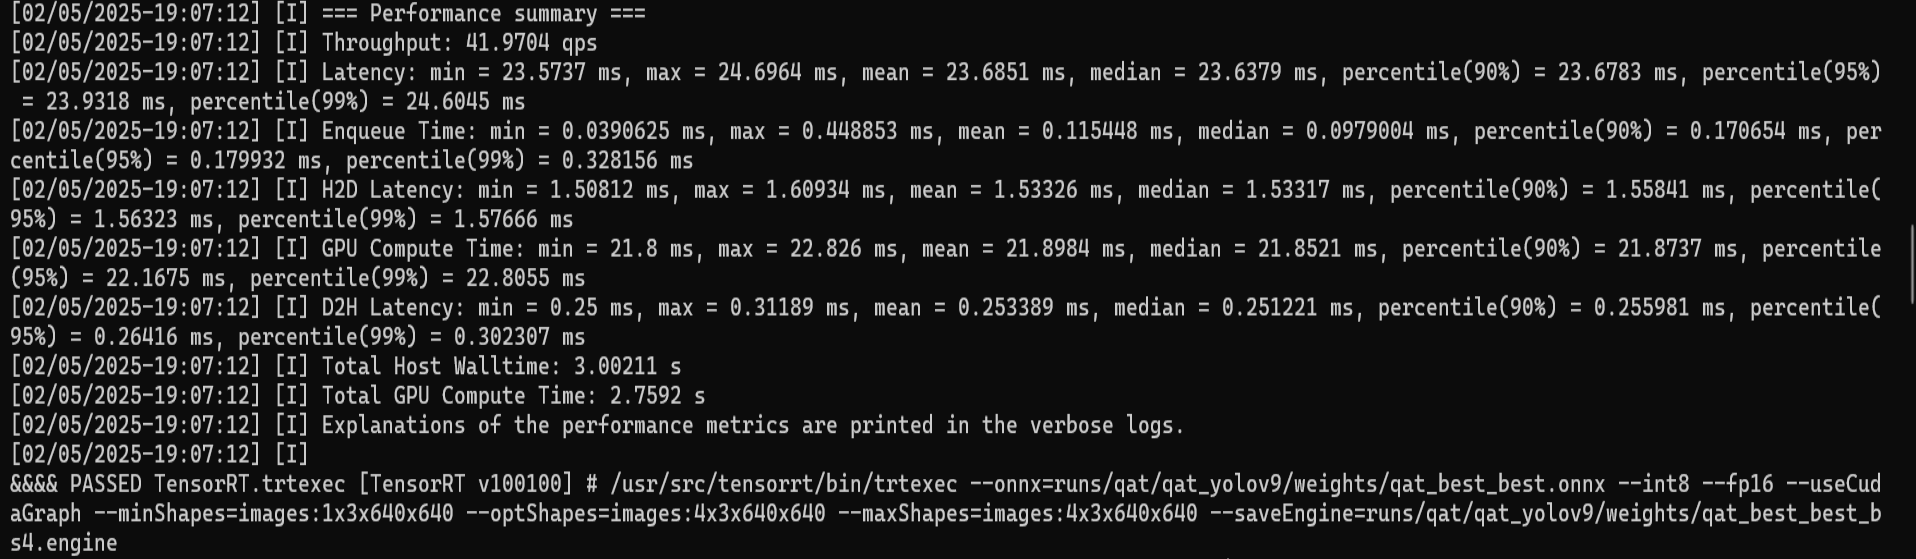 [02/05/2025-19:07:12] [I] === Performance summary ===
[02/05/2025-19:07:12] [I] Throughput: 41.9704 qps
[02/05/2025-19:07:12] [I] Latency: min = 23.5737 ms, max = 24.6964 ms, mean = 23.6851 ms, median = 23.6379 ms, percentile(90%) = 23.6783 ms, percentile(95%)
 = 23.9318 ms, percentile(99%) = 24.6045 ms
[02/05/2025-19:07:12] [I] Enqueue Time: min = 0.0390625 ms, max = 0.448853 ms, mean = 0.115448 ms, median = 0.0979004 ms, percentile(90%) = 0.170654 ms, per
centile(95%) = 0.179932 ms, percentile(99%) = 0.328156 ms
[02/05/2025-19:07:12] [I] H2D Latency: min = 1.50812 ms, max = 1.60934 ms, mean = 1.53326 ms, median = 1.53317 ms, percentile(90%) = 1.55841 ms, percentile(
95%) = 1.56323 ms, percentile(99%) = 1.57666 ms
[02/05/2025-19:07:12] [I] GPU Compute Time: min = 21.8 ms, max = 22.826 ms, mean = 21.8984 ms, median = 21.8521 ms, percentile(90%) = 21.8737 ms, percentile
(95%) = 22.1675 ms, percentile(99%) = 22.8055 ms
[02/05/2025-19:07:12] [I] D2H Latency: min = 0.25 ms, max = 0.31189 ms, mean = 0.253389 ms, median = 0.251221 ms, percentile(90%) = 0.255981 ms, percentile(
95%) = 0.26416 ms, percentile(99%) = 0.302307 ms
[02/05/2025-19:07:12] [I] Total Host Walltime: 3.00211 s
[02/05/2025-19:07:12] [I] Total GPU Compute Time: 2.7592 s
[02/05/2025-19:07:12] [I] Explanations of the performance metrics are printed in the verbose logs.
[02/05/2025-19:07:12] [I]
&&&& PASSED TensorRT.trtexec [TensorRT v100100] # /usr/src/tensorrt/bin/trtexec --onnx=runs/qat/qat_yolov9/weights/qat_best_best.onnx --int8 --fp16 --useCud
aGraph --minShapes=images:1x3x640x640 --optShapes=images:4x3x640x640 --maxShapes=images:4x3x640x640 --saveEngine=runs/qat/qat_yolov9/weights/qat_best_best_b
s4.engine